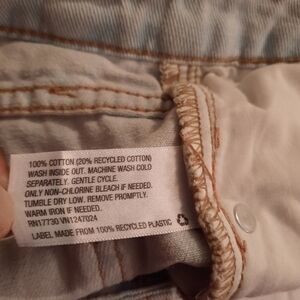 100% COTTON (20% RECYCLED COTTON)
WASH INSIDE OUT. MACHINE WASH COLD
SEPARATELY. GENTLE CYCLE.
ONLY NON-CHLORINE BLEACH IF NEEDED.
TUMBLE DRY LOW. REMOVE PROMPTLY.
WARM IRON IF NEEDED.
RN17730 VN1247024
LABEL MADE FROM 100% RECYCLED PLASTIC